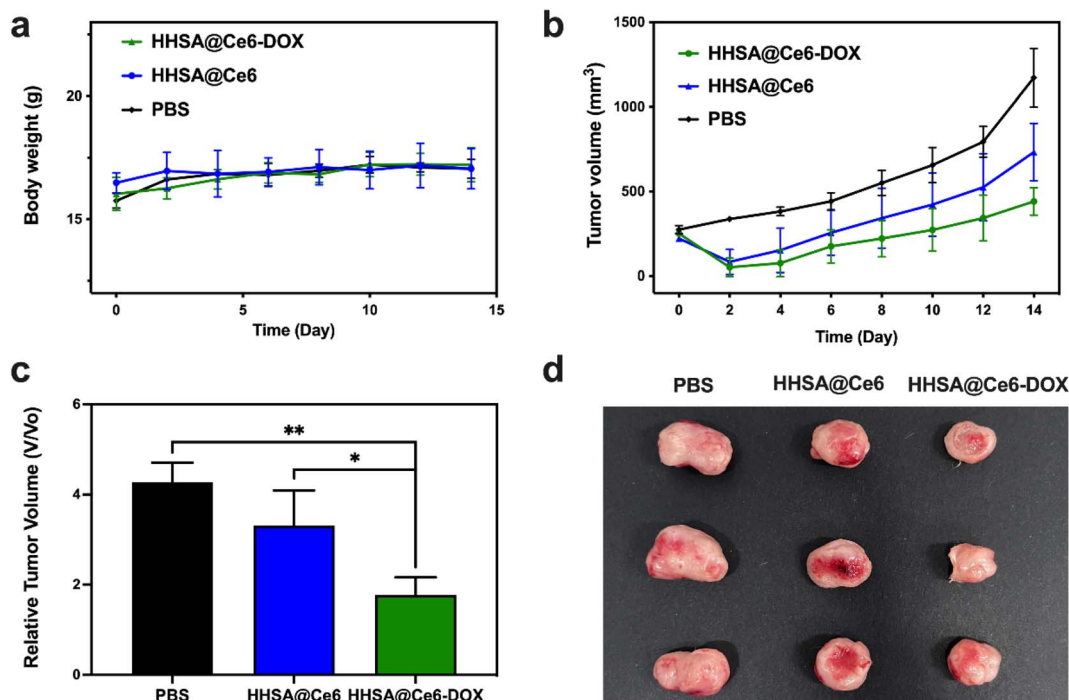 a
HHSA@Ce6-DOX
HHSA@Ce6
PBS
Body weight (g)
22
20
15
0
5
10
15
Time (Day)
b
HHSA@Ce6-DOX
HHSA@Ce6
PBS
Tumor volume (mm³)
1500
1000
500
0
0 2 4 6 8 10 12 14
Time (Day)
c
Relative Tumor Volume (V/Vo)
6
4
2
0
**
*
PBS HHSA@Ce6 HHSA@Ce6-DOX
d
PBS HHSA@Ce6 HHSA@Ce6-DOX